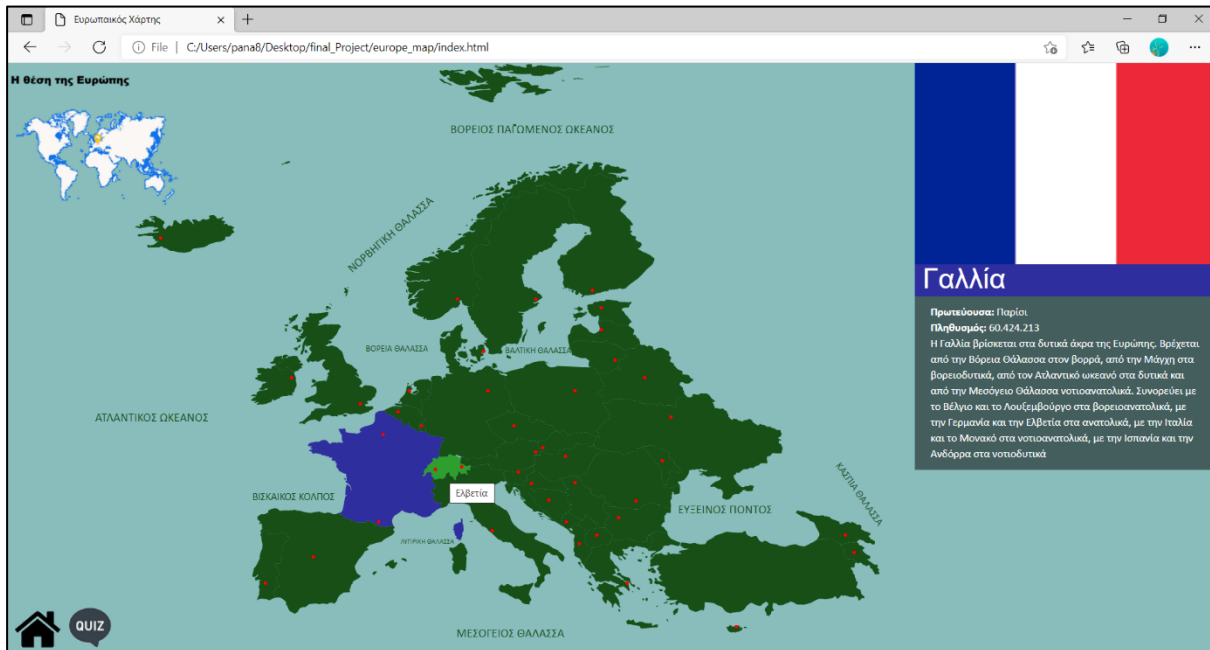 Ευρωπαικός Χάρτης
File
C:/Users/pana8/Desktop/final_Project/europe_map/index.html
Η θέση της Ευρώπης
ΒΟΡΕΙΟΣ ΠΑΓΩΜΕΝΟΣ ΩΚΕΑΝΟΣ
ΝΟΡΒΗΓΙΚΗ ΘΑΛΑΣΣΑ
ΒΟΡΕΙΑ ΘΑΛΑΣΣΑ
ΒΑΛΤΙΚΗ ΘΑΛΑΣΣΑ
ΑΤΛΑΝΤΙΚΟΣ ΩΚΕΑΝΟΣ
ΒΙΣΚΑΙΚΟΣ ΚΟΛΠΟΣ
Ελβετία
ΚΑΣΠΙΑ ΘΑΛΑΣΣΑ
ΕΥΞΕΙΝΟΣ ΠΟΝΤΟΣ
ΛΥΓΙΡΙΚΗ ΘΑΛΑΣΣΑ
ΜΕΣΟΓΕΙΟΣ ΘΑΛΑΣΣΑ
QUIZ
Γαλλία
Πρωτεύουσα: Παρίσι
Πληθυσμός: 60.424.213
Η Γαλλία βρίσκεται στα δυτικά άκρα της Ευρώπης. Βρέχεται
από την Βόρεια Θάλασσα στον βορρά, από την Μάγχη στα
βορειοδυτικά, από τον Ατλαντικό ωκεανό στα δυτικά και
από την Μεσόγειο Θάλασσα νοτιοανατολικά. Συνορεύει με
το Βέλγιο και το Λουξεμβούργο στα βορειοανατολικά, με
την Γερμανία και την Ελβετία στα ανατολικά, με την Ιταλία
και το Μονακό στα νοτιοανατολικά, με την Ισπανία και την
Ανδόρρα στα νοτιοδυτικά